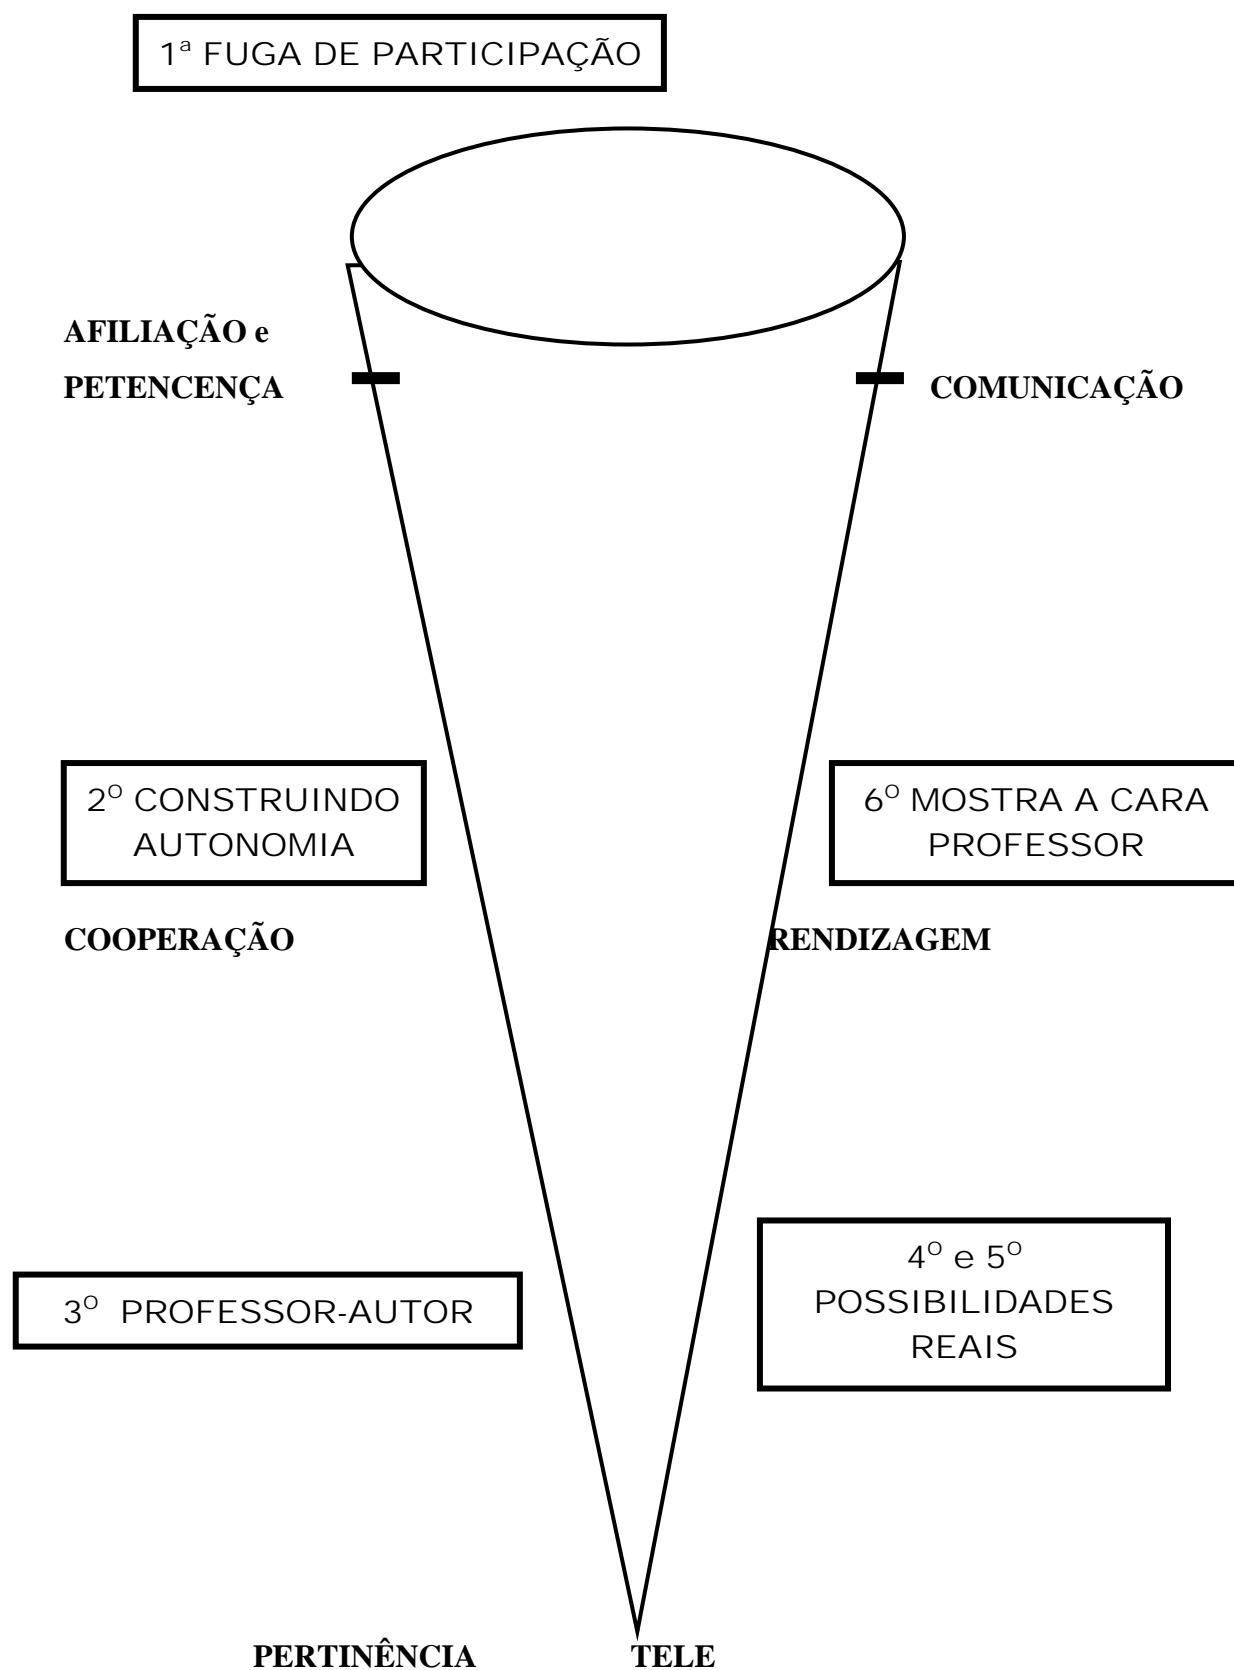 1ª FUGA DE PARTICIPAÇÃO
AFILIAÇÃO e
PETENCENÇA
COMUNICAÇÃO
2º CONSTRUINDO
AUTONOMIA
6º MOSTRA A CARA
PROFESSOR
COOPERAÇÃO
RENDIZAGEM
3º PROFESSOR-AUTOR
4º e 5º
POSSIBILIDADES
REAIS
PERTINÊNCIA
TELE